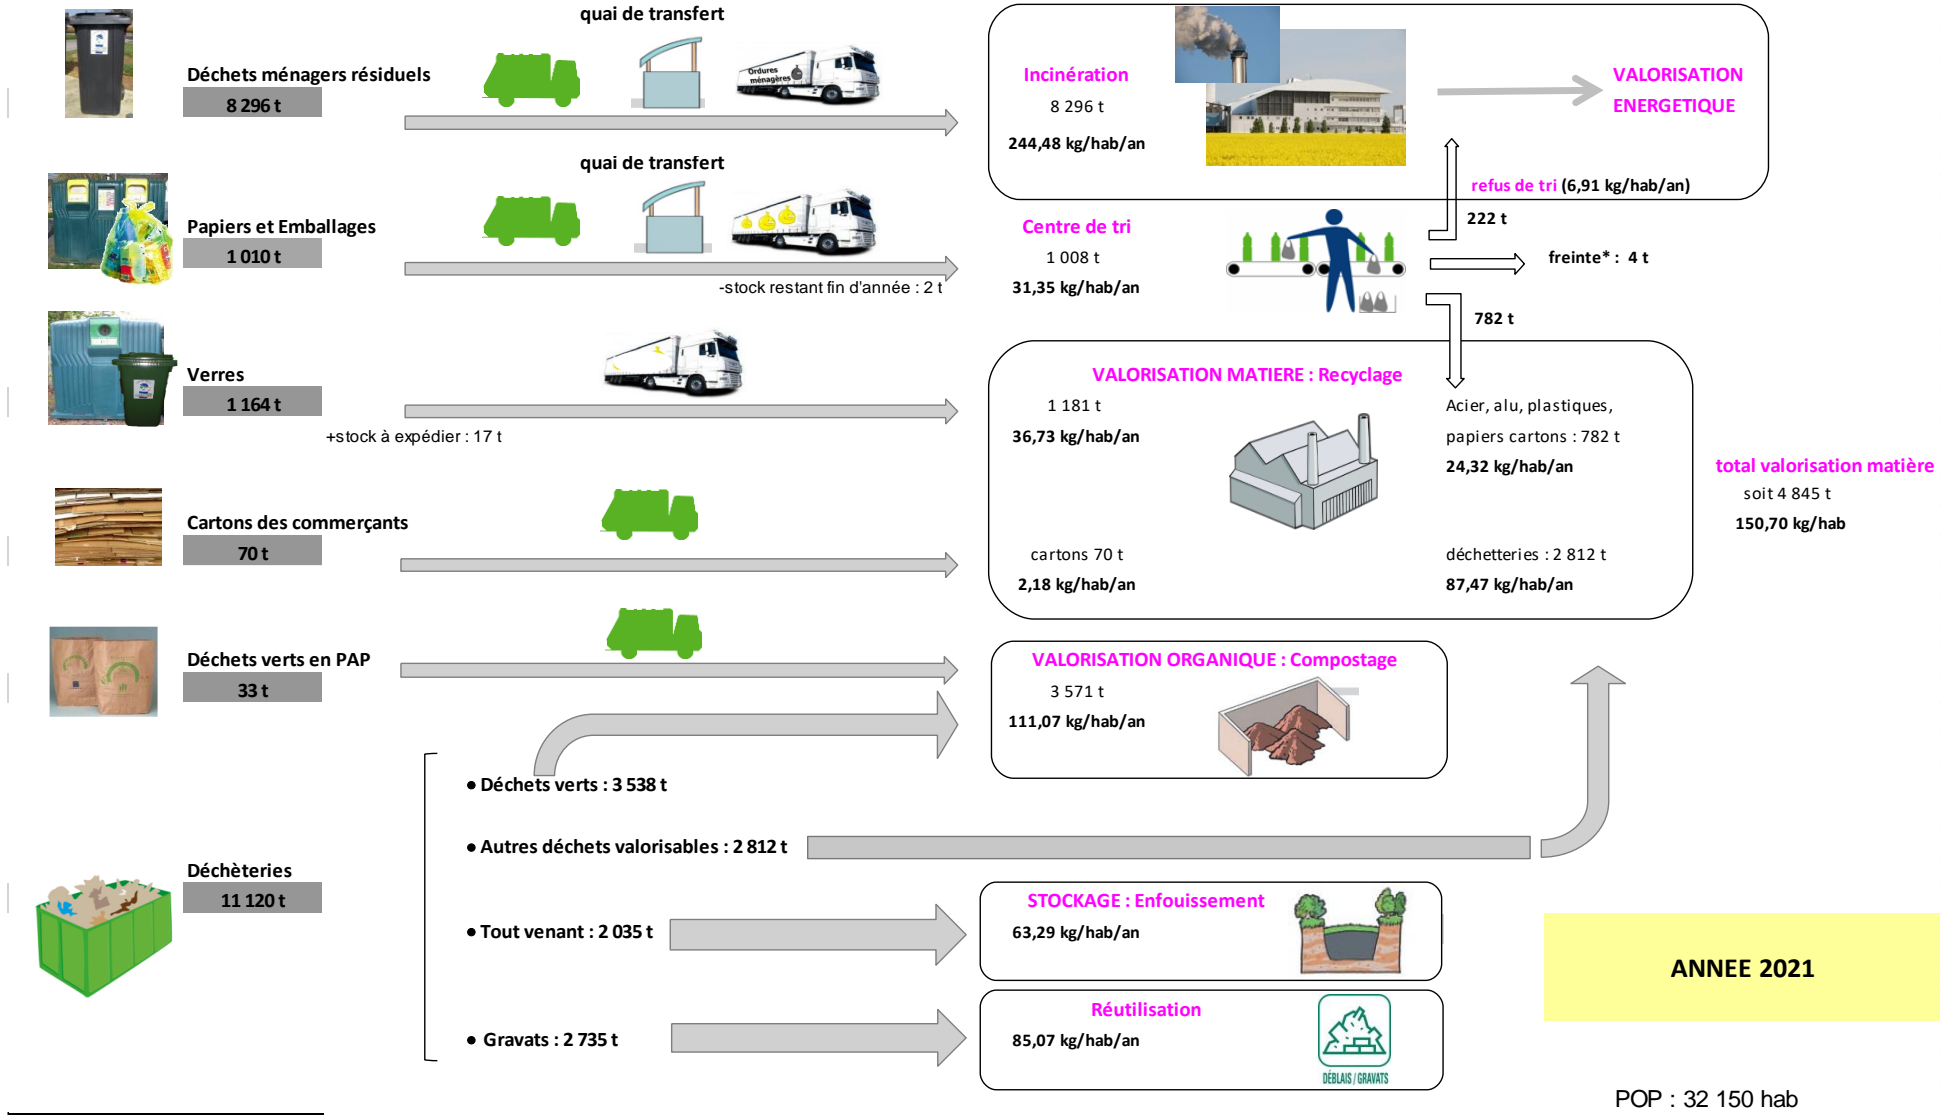 quai de transfert
Déchets ménagers résiduels
8 296 t
Ordures
ménagères
Incinération
8 296 t
244,48 kg/hab/an
VALORISATION
ENERGETIQUE
quai de transfert
refus de tri (6,91 kg/hab/an)
222 t
Papiers et Emballages
1 010 t
-stock restant fin d'année : 2 t
Centre de tri
1 008 t
31,35 kg/hab/an
freinte* : 4 t
782 t
Verres
1 164 t
+stock à expédier : 17 t
VALORISATION MATIERE : Recyclage
1 181 t
36,73 kg/hab/an
Acier, alu, plastiques,
papiers cartons : 782 t
24,32 kg/hab/an
total valorisation matière
soit 4 845 t
150,70 kg/hab
Cartons des commerçants
70 t
cartons 70 t
2,18 kg/hab/an
déchetteries : 2 812 t
87,47 kg/hab/an
Déchets verts en PAP
33 t
VALORISATION ORGANIQUE : Compostage
3 571 t
111,07 kg/hab/an
Déchèteries
11 120 t
• Déchets verts : 3 538 t
• Autres déchets valorisables : 2 812 t
• Tout venant : 2 035 t
STOCKAGE : Enfouissement
63,29 kg/hab/an
• Gravats : 2 735 t
Réutilisation
85,07 kg/hab/an
DÉBLAIS / GRAVATS
ANNEE 2021
POP : 32 150 hab